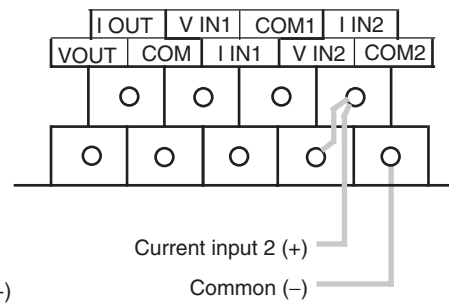 I OUT V IN1 COM1 I IN2
VOUT COM I IN1 V IN2 COM2
Current input 2 (+)
Common (−)